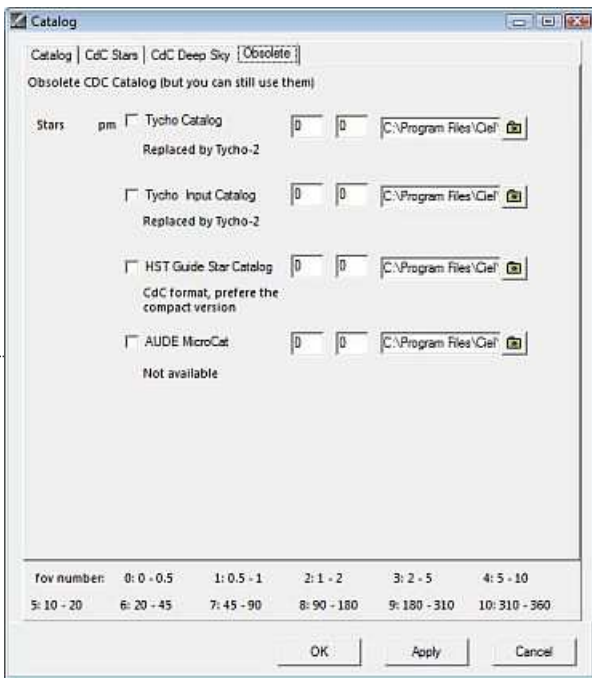 Catalog
Catalog CdC Stars CdC Deep Sky Obsolete
Obsolete CDC Catalog (but you can still use them)
Stars pm Tycho Catalog 0 0 C:\Program Files\Ciel\
Replaced by Tycho-2
Tycho Input Catalog 0 0 C:\Program Files\Ciel\
Replaced by Tycho-2
HST Guide Star Catalog 0 0 C:\Program Files\Ciel\
CdC format, prefere the
compact version
AUDE MicroCat 0 0 C:\Program Files\Ciel\
Not available
fov number: 0: 0 - 0.5 1: 0.5 - 1 2: 1 - 2 3: 2 - 5 4: 5 - 10
5: 10 - 20 6: 20 - 45 7: 45 - 90 8: 90 - 180 9: 180 - 310 10: 310 - 360
OK Apply Cancel